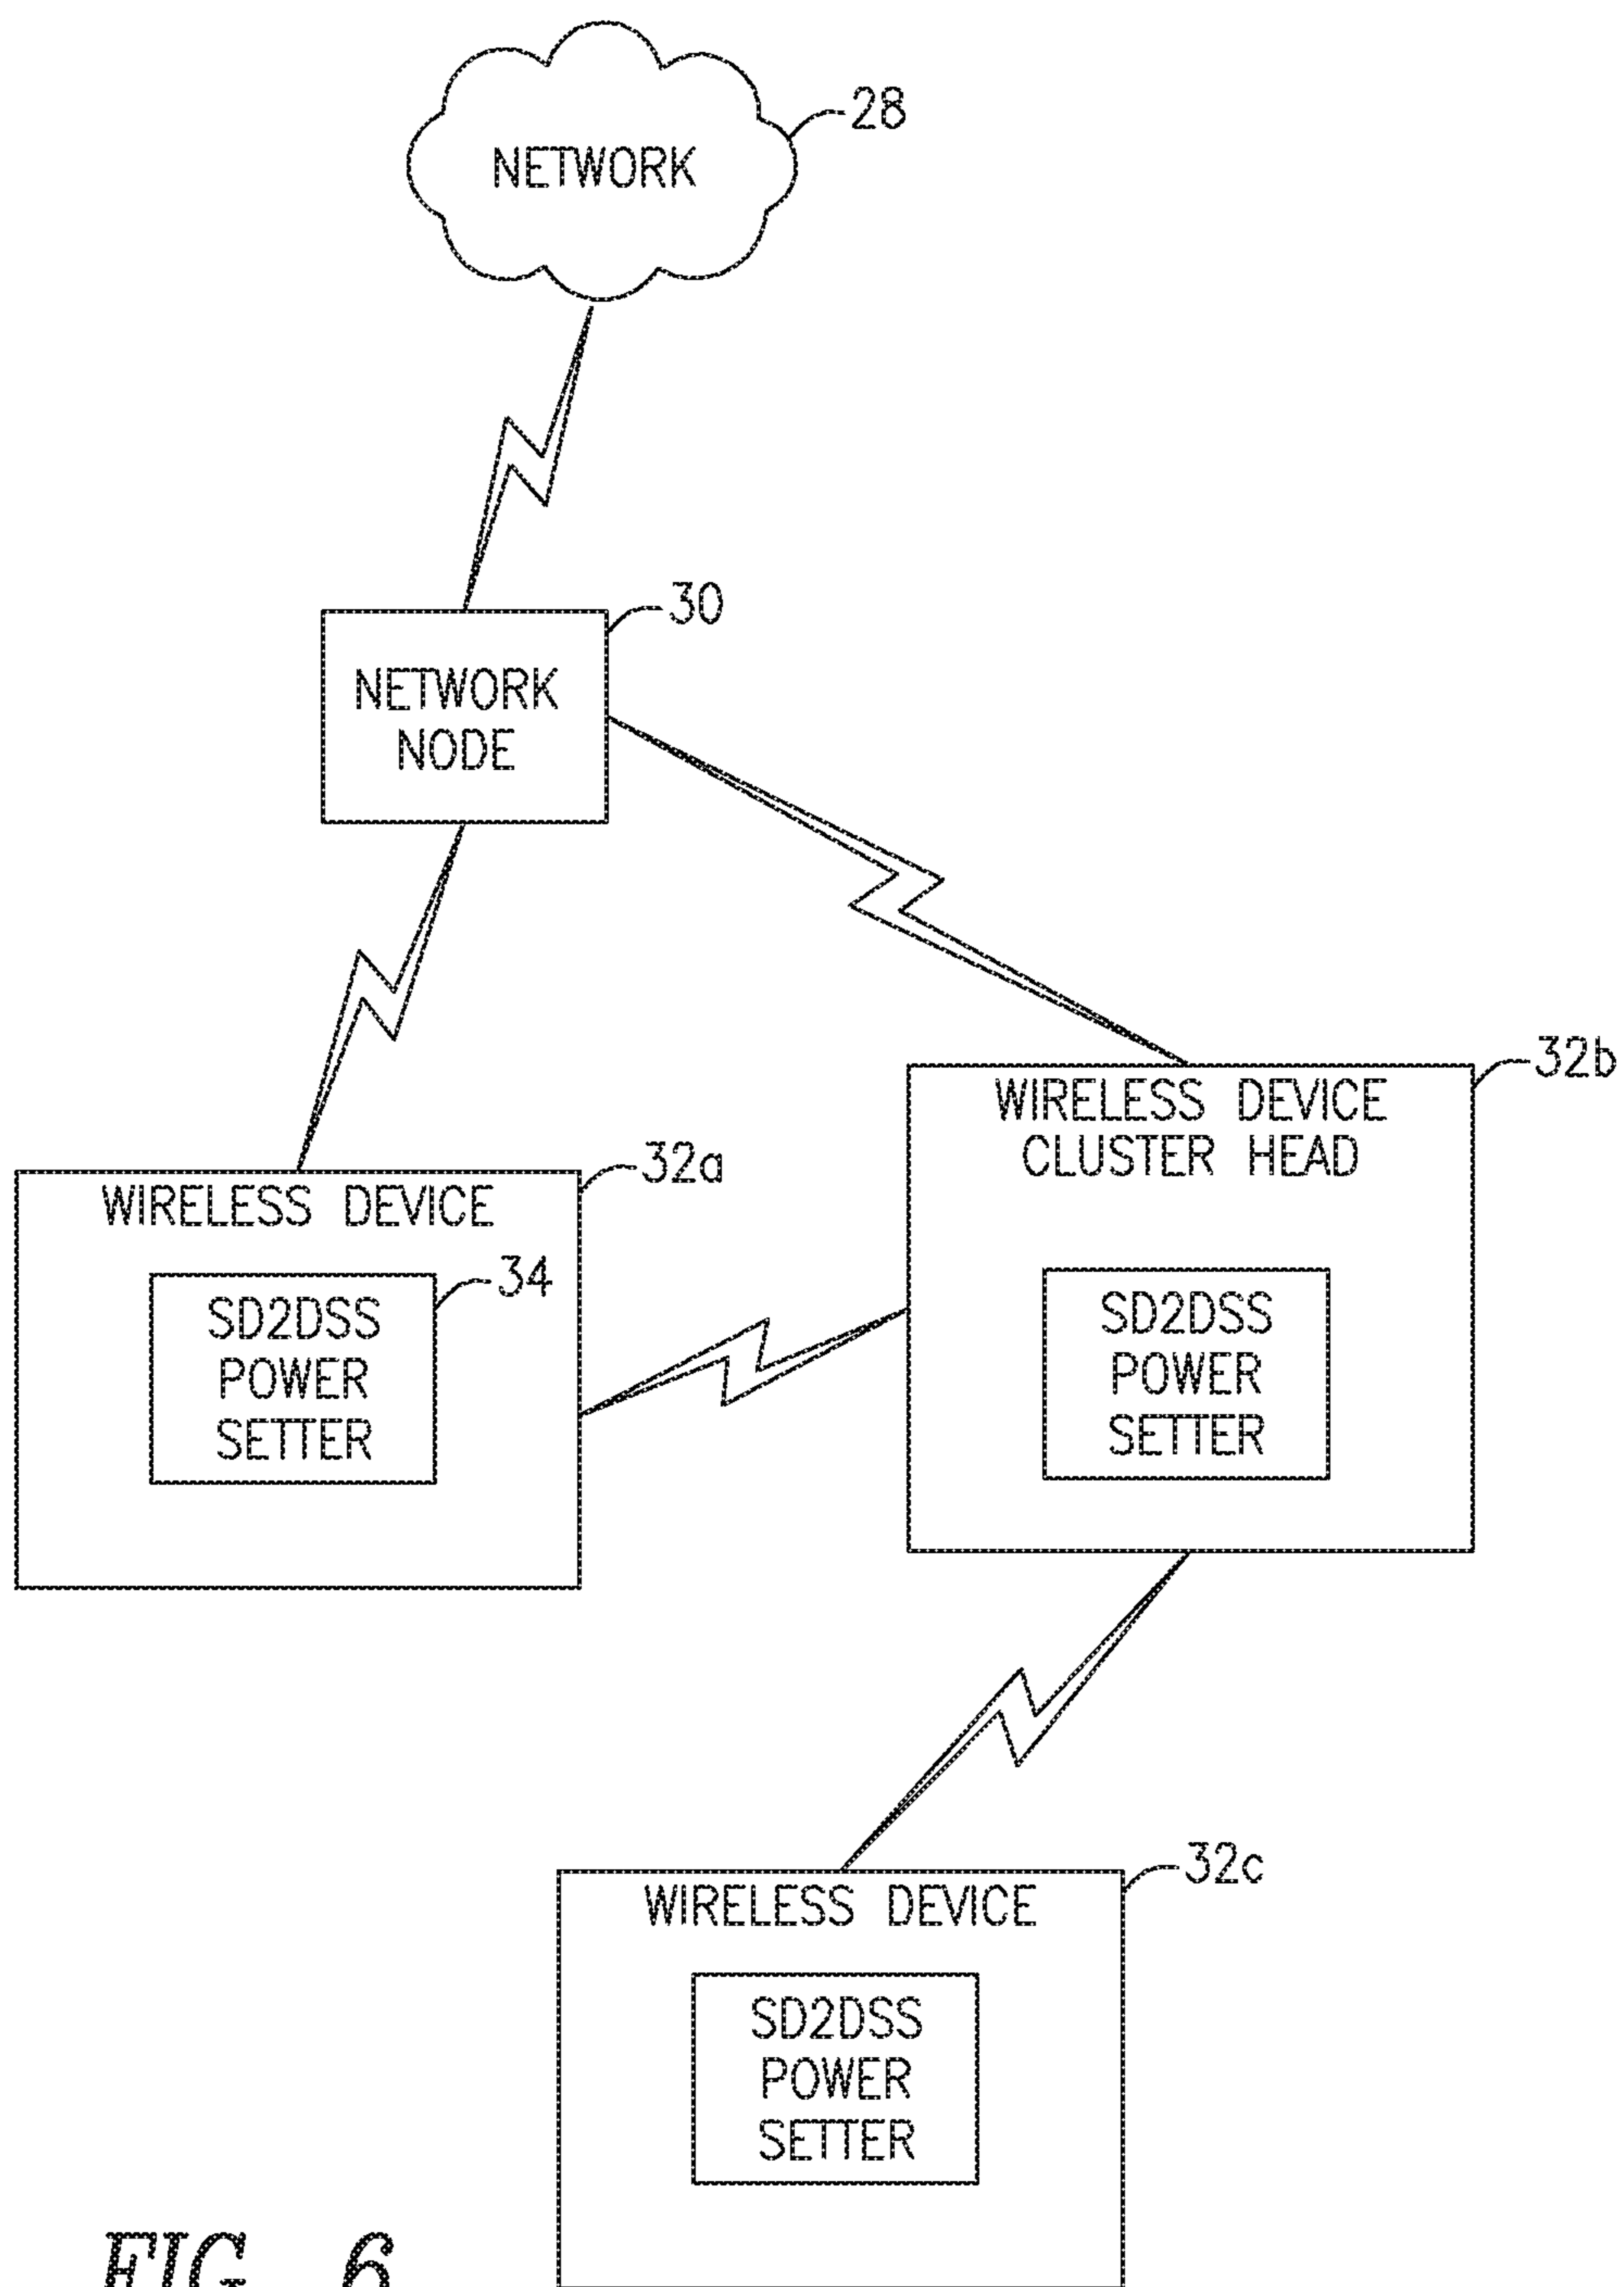 28
NETWORK
30
NETWORK
NODE
32b
WIRELESS DEVICE
CLUSTER HEAD
32a
WIRELESS DEVICE
34
SD2DSS
POWER
SETTER
SD2DSS
POWER
SETTER
32c
WIRELESS DEVICE
SD2DSS
POWER
SETTER
FIG. 6